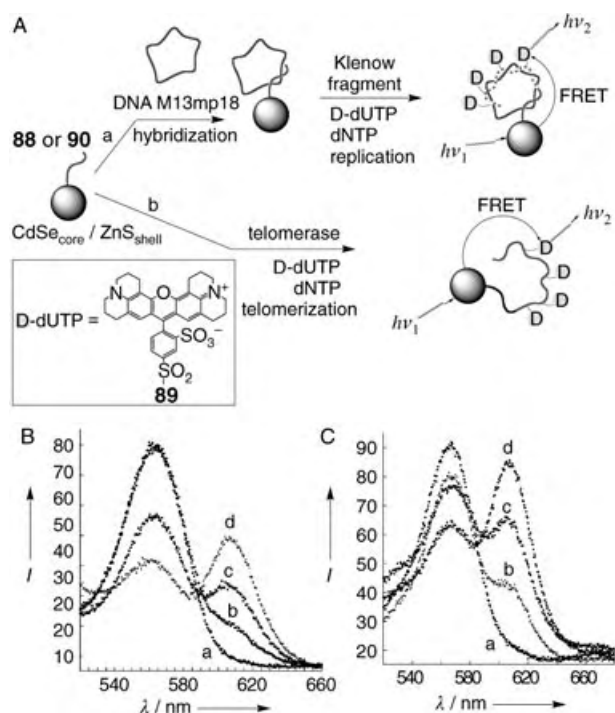 A
DNA M13mp18
hybridization
a
88 or 90
CdSecore / ZnSshell
b
Klenow
fragment
D-dUTP
dNTP
replication
D D D D D
hν2
FRET
hν1
telomerase
D-dUTP
dNTP
telomerization
FRET
hν2
D
D
D
D
hν1
D-dUTP =
N O N+
SO3−
SO2
89
B
80
70
60
50
40
30
20
10
I
d
c
b
a
540 580 620 660
λ / nm
C
90
80
70
60
50
40
30
20
I
d
c
b
a
540 580 620 660
λ / nm